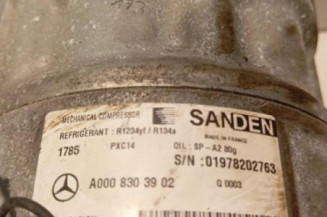 MECHANICAL COMPRESSOR SANDEN
REFRIGERANT : R1234yf / R134a MADE IN FRANCE
1785 PXC14 OIL : SP - A2 80g
S/N :01978202763
A000 830 39 02 Q 0003